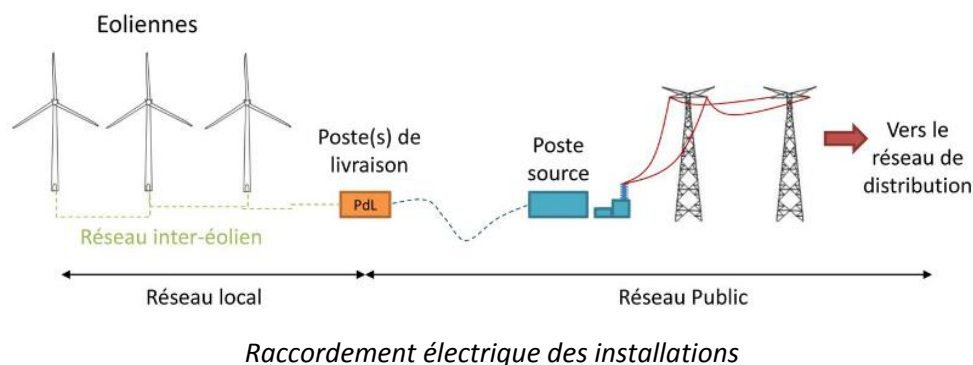 Eoliennes
Poste(s) de
livraison
Poste
source
Vers le
réseau de
distribution
PdL
Réseau inter-éolien
Réseau local
Réseau Public
Raccordement électrique des installations